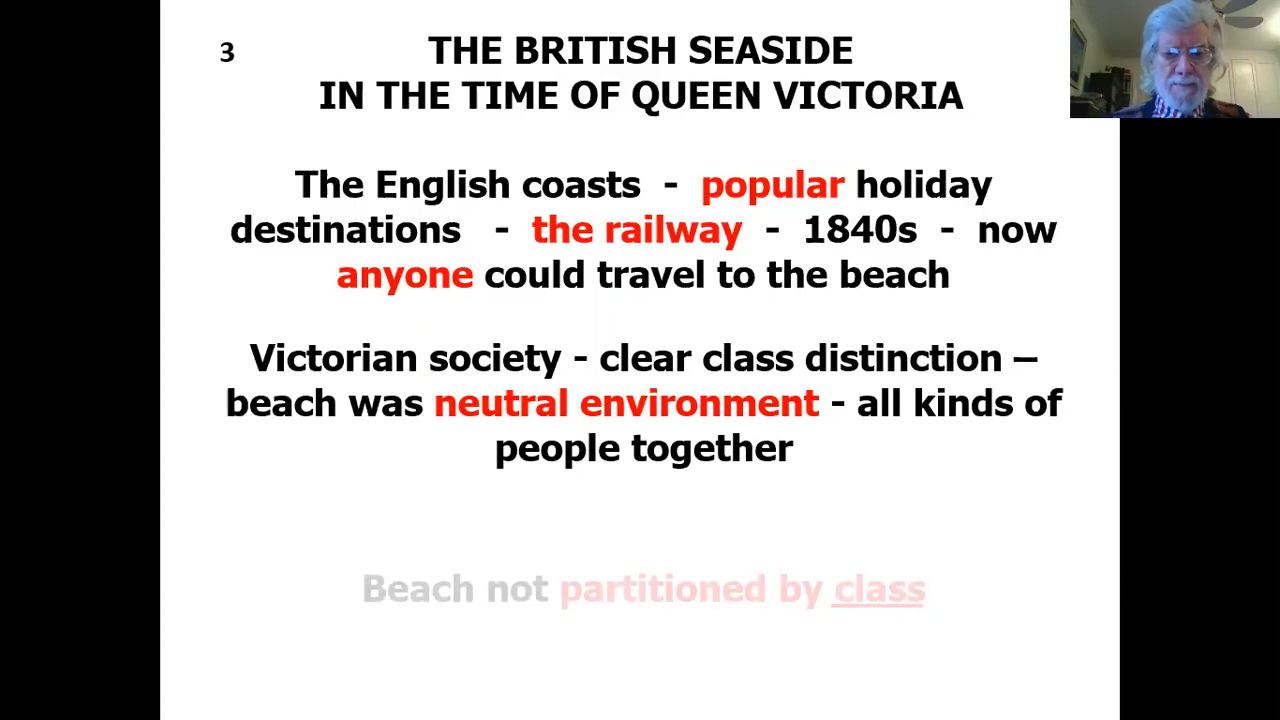 3
THE BRITISH SEASIDE
IN THE TIME OF QUEEN VICTORIA
The English coasts - popular holiday
destinations - the railway - 1840s - now
anyone could travel to the beach
Victorian society - clear class distinction –
beach was neutral environment - all kinds of
people together
Beach not partitioned by class